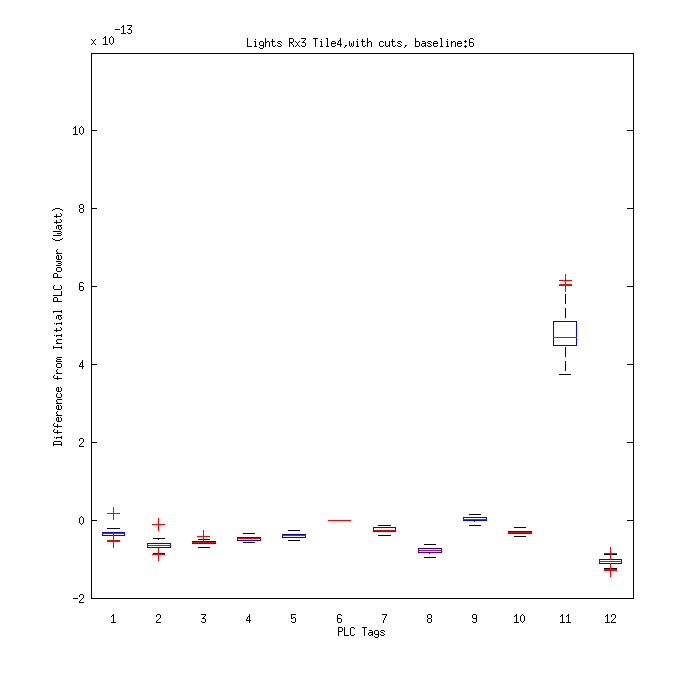 x 10
-13
Lights Rx3 Tile4,with cuts, baseline:6
Difference from Initial PLC Power (Watt)
10
8
6
4
2
0
-2
1 2 3 4 5 6 7 8 9 10 11 12
PLC Tags